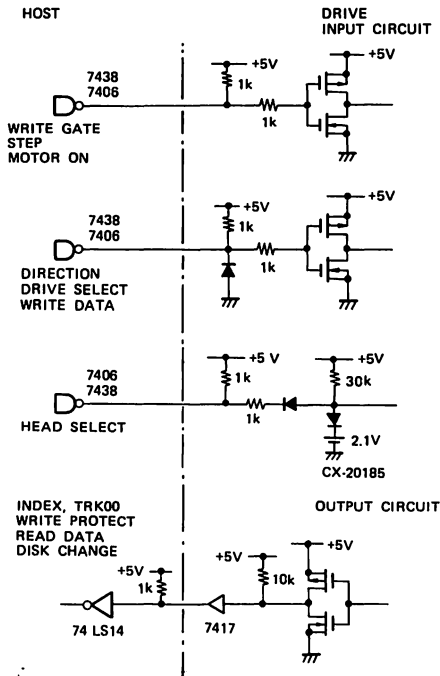 HOST
DRIVE
INPUT CIRCUIT
7438
7406
WRITE GATE
STEP
MOTOR ON
+5V
1k
1k
+5V
7438
7406
DIRECTION
DRIVE SELECT
WRITE DATA
+5V
1k
1k
+5V
7406
7438
HEAD SELECT
+5 V
1k
1k
+5V
30k
2.1V
CX-20185
INDEX, TRK00
WRITE PROTECT
READ DATA
DISK CHANGE
OUTPUT CIRCUIT
+5V
1k
74 LS14
7417
+5V
10k
+5V